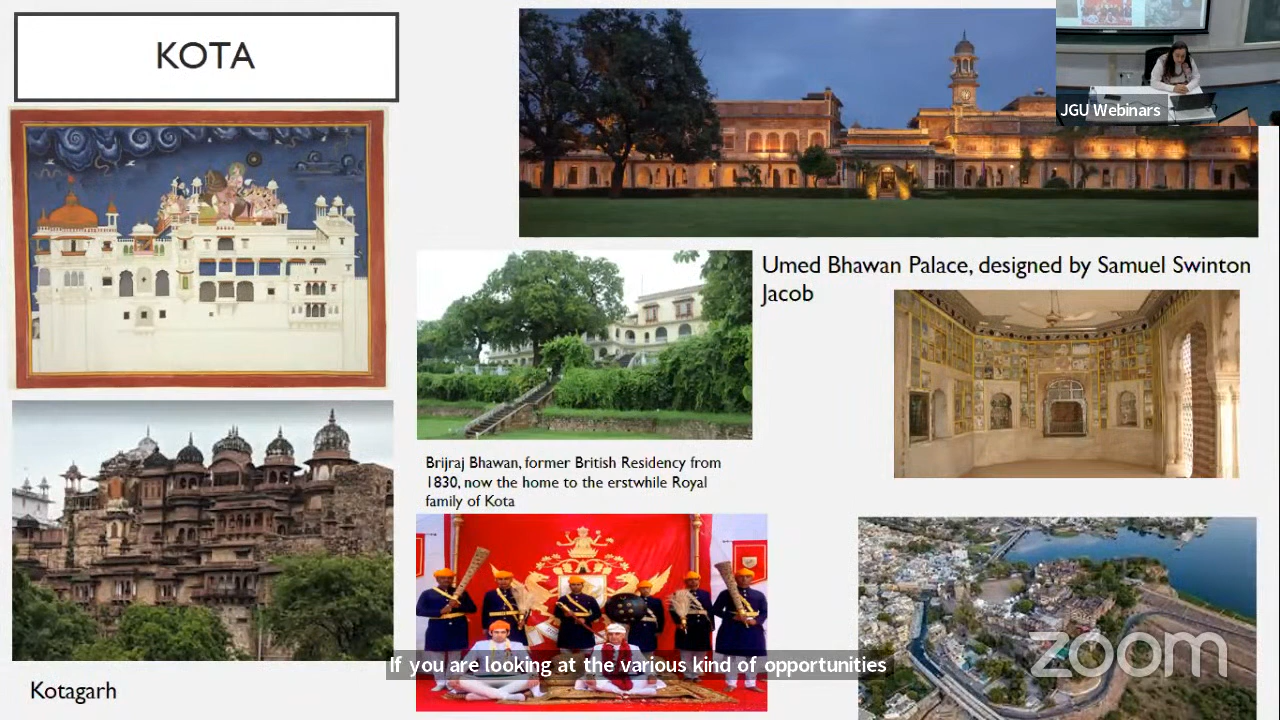 KOTA
JGU Webinars
Umed Bhawan Palace, designed by Samuel Swinton
Jacob
Brijraj Bhawan, former British Residency from
1830, now the home to the erstwhile Royal
family of Kota
Kotagarh
If you are looking at the various kind of opportunities
zoom